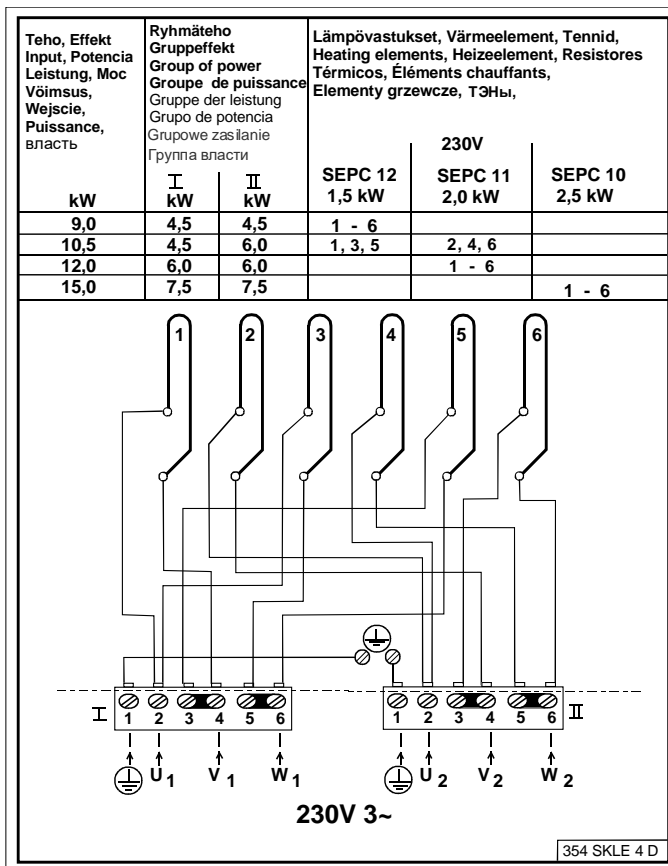 Teho, Effekt
Input, Potencia
Leistung, Moc
Vöimsus,
Wejscie,
Puissance,
власть
kW
Ryhmäteho
Gruppeffekt
Group of power
Groupe de puissance
Gruppe der leistung
Grupo de potencia
Grupowe zasilanie
Группа власти
I II
kW kW
Lämpövastukset, Värmeelement, Tennid,
Heating elements, Heizeelement, Resistores
Térmicos, Éléments chauffants,
Elementy grzewcze, ТЭНы,
230V
SEPC 12 SEPC 11 SEPC 10
1,5 kW 2,0 kW 2,5 kW
9,0 4,5 4,5 1 - 6
10,5 4,5 6,0 1, 3, 5 2, 4, 6
12,0 6,0 6,0 1 - 6
15,0 7,5 7,5 1 - 6
1 2 3 4 5 6
I 1 2 3 4 5 6 1 2 3 4 5 6 II
U1 V1 W1 U2 V2 W2
230V 3~
354 SKLE 4 D